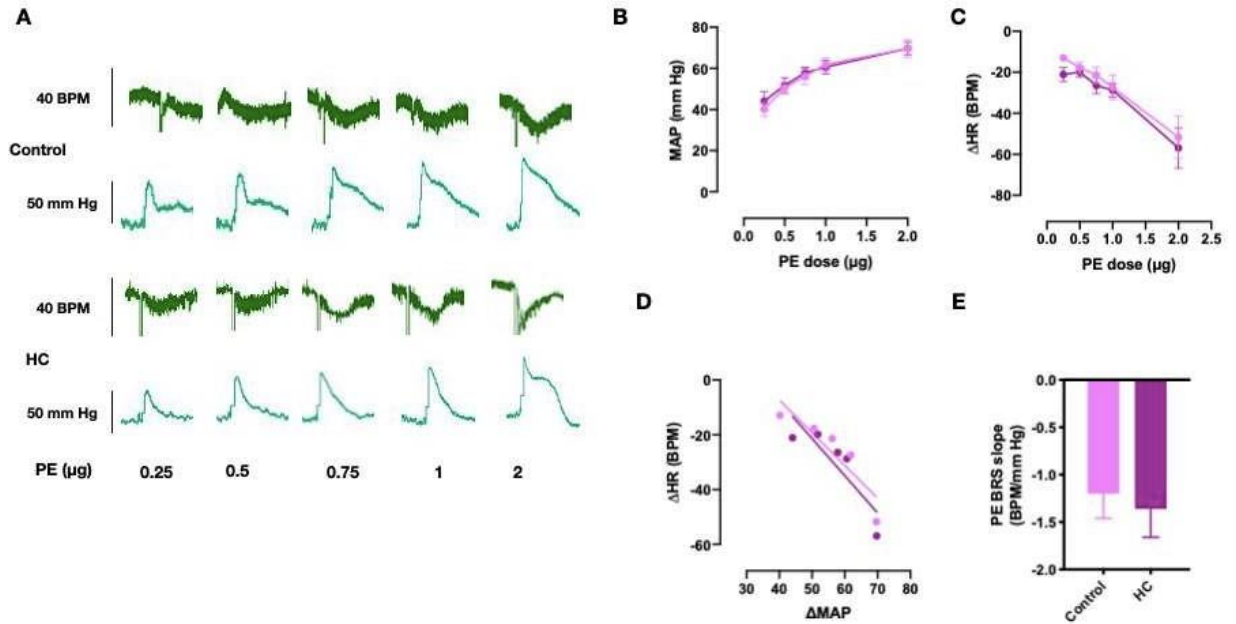 A
40 BPM
Control
50 mm Hg
40 BPM
HC
50 mm Hg
PE (µg) 0.25 0.5 0.75 1 2
B
80
60
40
20
0
MAP (mm Hg)
0.0 0.5 1.0 2.0
PE dose (µg)
C
0
-20
-40
-60
-80
ΔHR (BPM)
0.0 0.5 1.0 2.0 2.5
PE dose (µg)
D
0
-20
-40
-60
ΔHR (BPM)
30 40 50 60 70 80
ΔMAP
E
0.0
-0.5
-1.0
-1.5
-2.0
PE BRS slope
(BPM/mm Hg)
Control HC